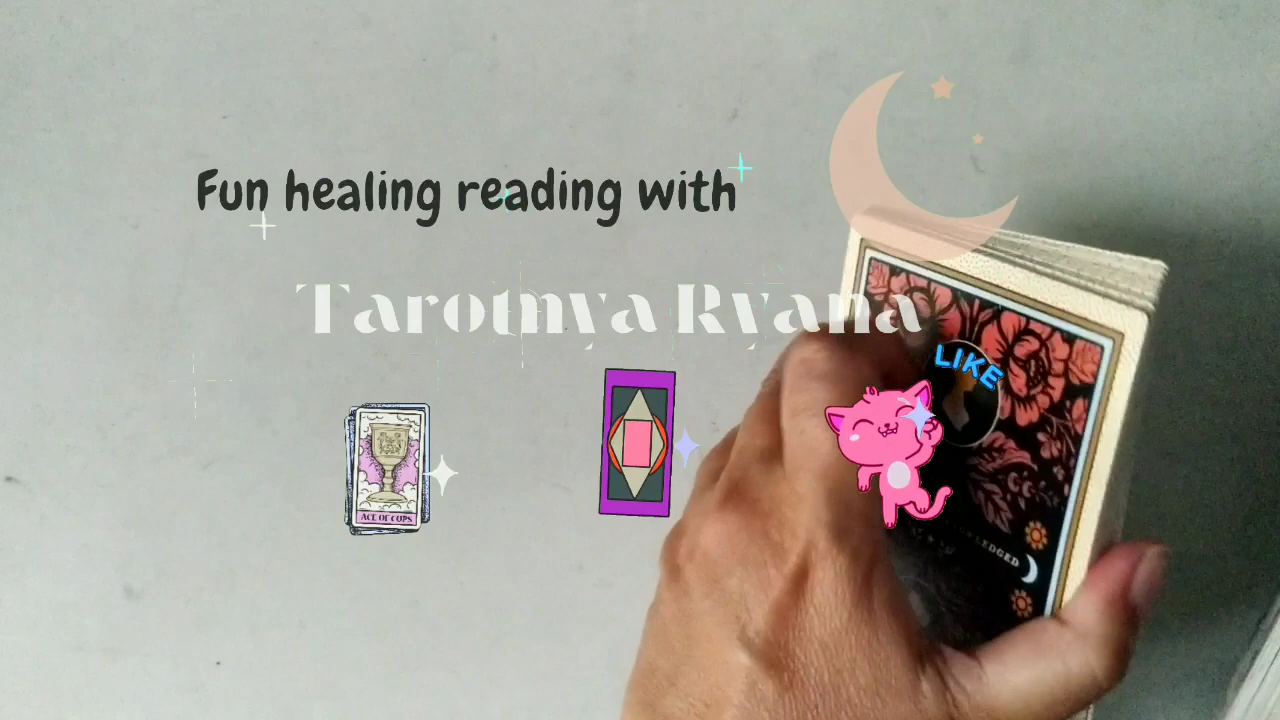 Fun healing reading with
Tarotnya Ryana
LIKE
ACE OF CUPS